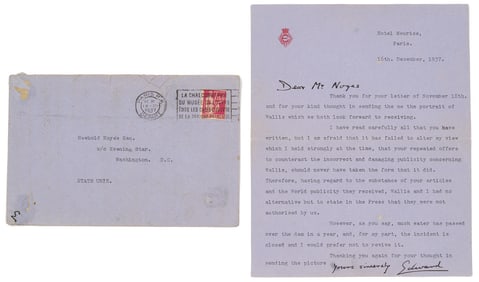 LA CHALCOGRAPHIE
DU MUSÉE DU LOUVRE
Newbold Noyes Esq.
c/o Evening Star.
Washington. D.C.
STATE UNIS.
Hotel Meurice,
Paris.
15th. December, 1937.
Dear Mr Noyes
Thank you for your letter of November 15th,
and for your kind thought in sending the me the portrait of
Wallis which we both look forward to receiving.
I have read carefully all that you have
written, but I am afraid that it has failed to alter my view
which I held strongly at the time, that your repeated offers
to counteract the incorrect and damaging publicity concerning
Wallis, should never have taken the form that it did.
Therefore, having regard to the substance of your articles
and the World publicity they received, Wallis and I had no
alternative but to state in the Press that they were not
authorised by us.
However, as you say, much water has passed
over the dam in a year, and, for my part, the incident is
closed and I would prefer not to revive it.
Thanking you again for your thought in
sending the picture
Yours sincerely Edward